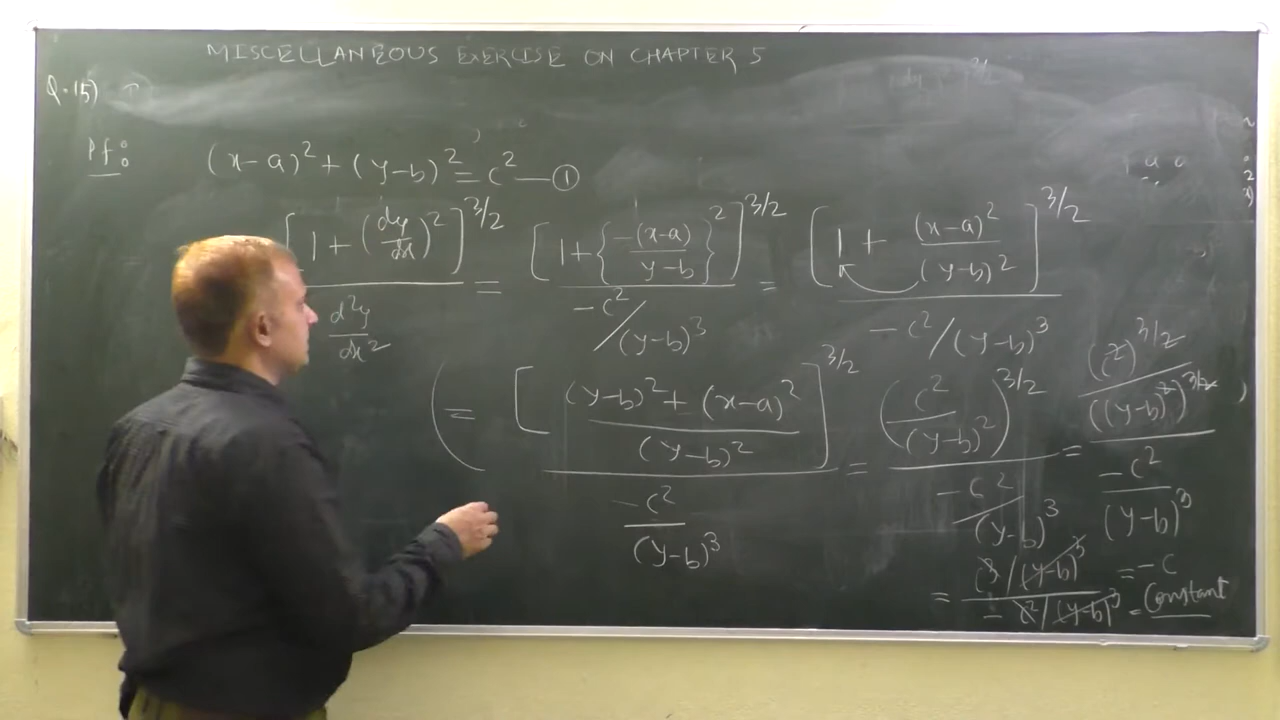 MISCELLANEOUS EXERCISE ON CHAPTER 5
Q.15)
Pf:
(x-a)² + (y-b)² = c² — ①
[1 + (dy/dx)²]^3/2 / d²y/dx² = [1 + {-(x-a)/y-b}²]^3/2 / -c²/(y-b)³ = [1 + (x-a)²/(y-b)²]^3/2 / -c²/(y-b)³
= [(y-b)² + (x-a)²/(y-b)²]^3/2 / -c²/(y-b)³ = (c²/(y-b)²)^3/2 / -c²/(y-b)³ = (c²)^3/2/((y-b)²)^3/2 / -c²/(y-b)³
= c³/(y-b)³ / -c²/(y-b)³ = -c
= Constant